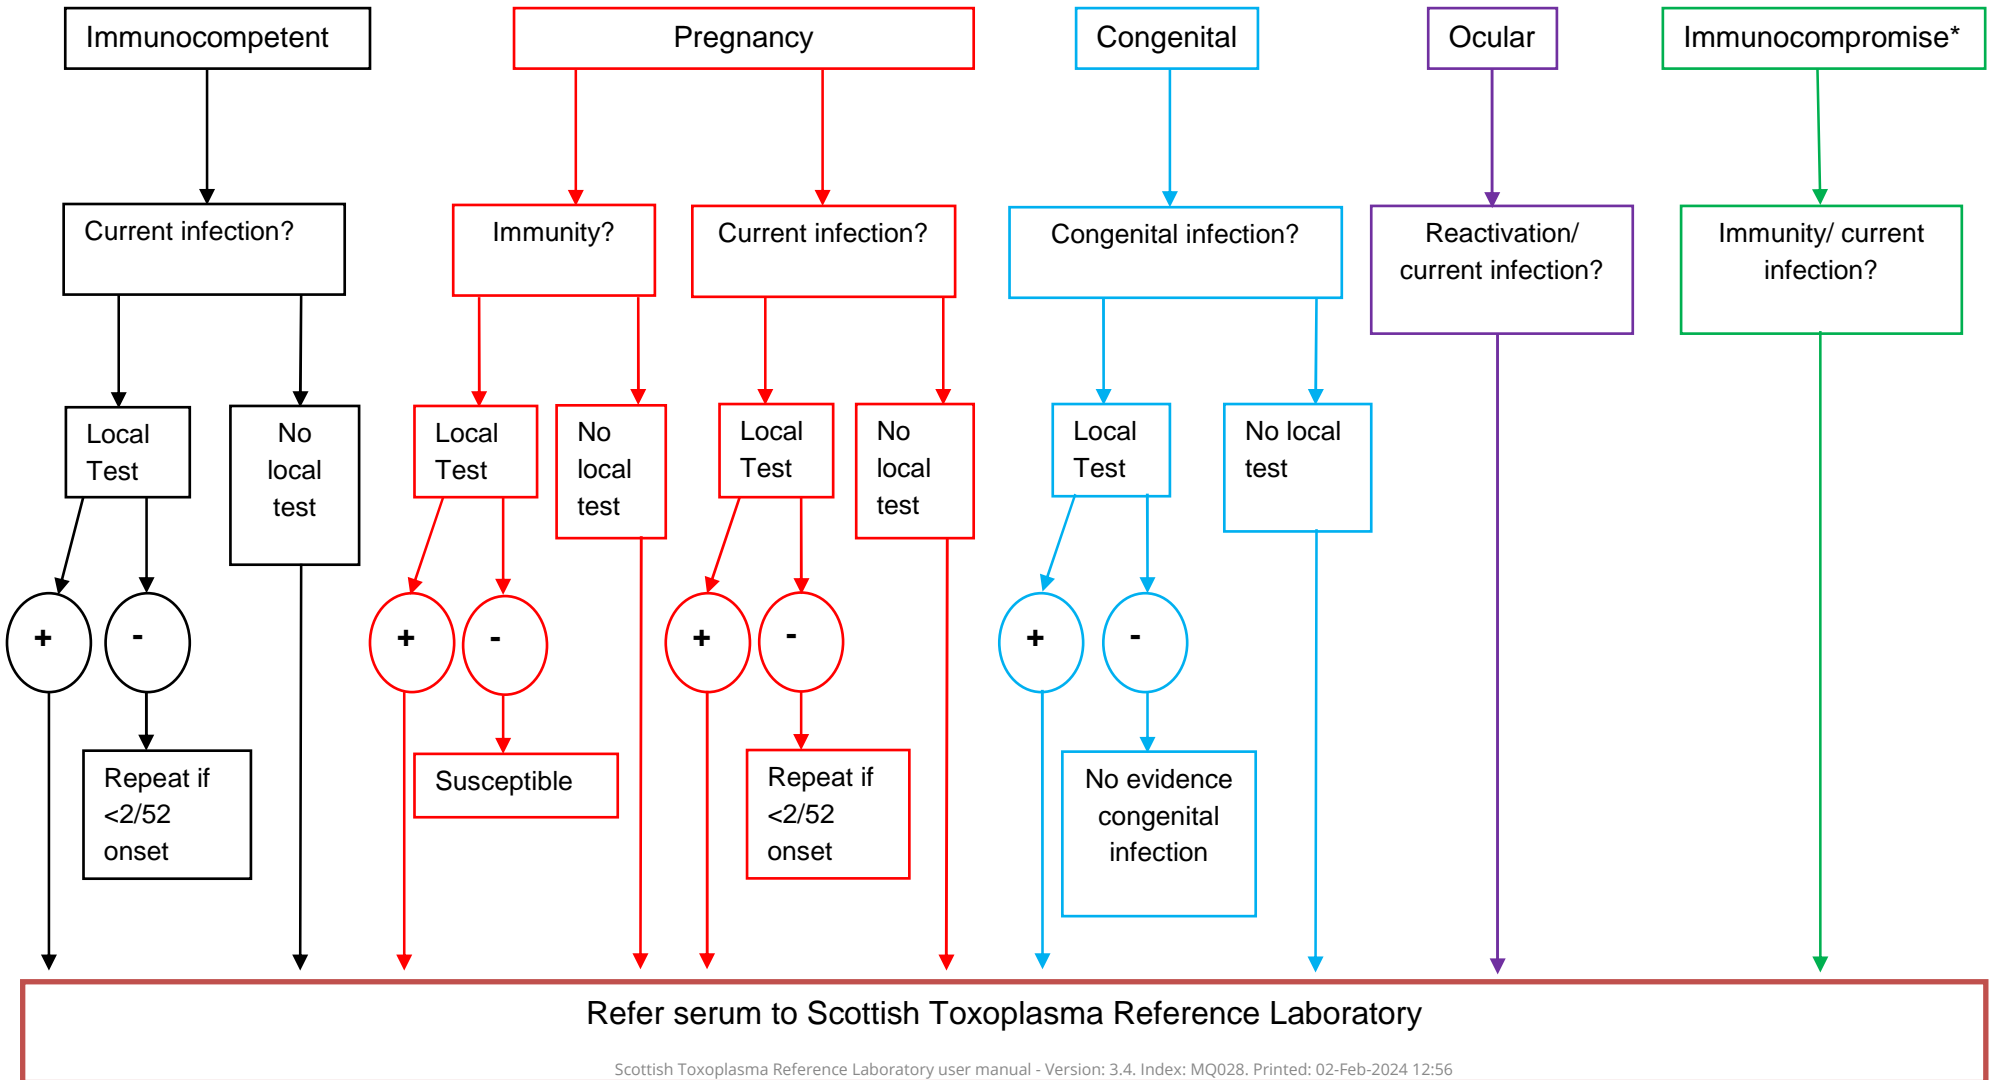 Immunocompetent
Pregnancy
Congenital
Ocular
Immunocompromise*
Current infection?
Immunity?
Current infection?
Congenital infection?
Reactivation/
current infection?
Immunity/ current
infection?
Local
Test
No
local
test
Local
Test
No
local
test
Local
Test
No
local
test
Local
Test
No local
test
+
-
+
-
+
-
+
-
Repeat if
<2/52
onset
Susceptible
Repeat if
<2/52
onset
No evidence
congenital
infection
Refer serum to Scottish Toxoplasma Reference Laboratory
Scottish Toxoplasma Reference Laboratory user manual - Version: 3.4. Index: MQ028. Printed: 02-Feb-2024 12:56